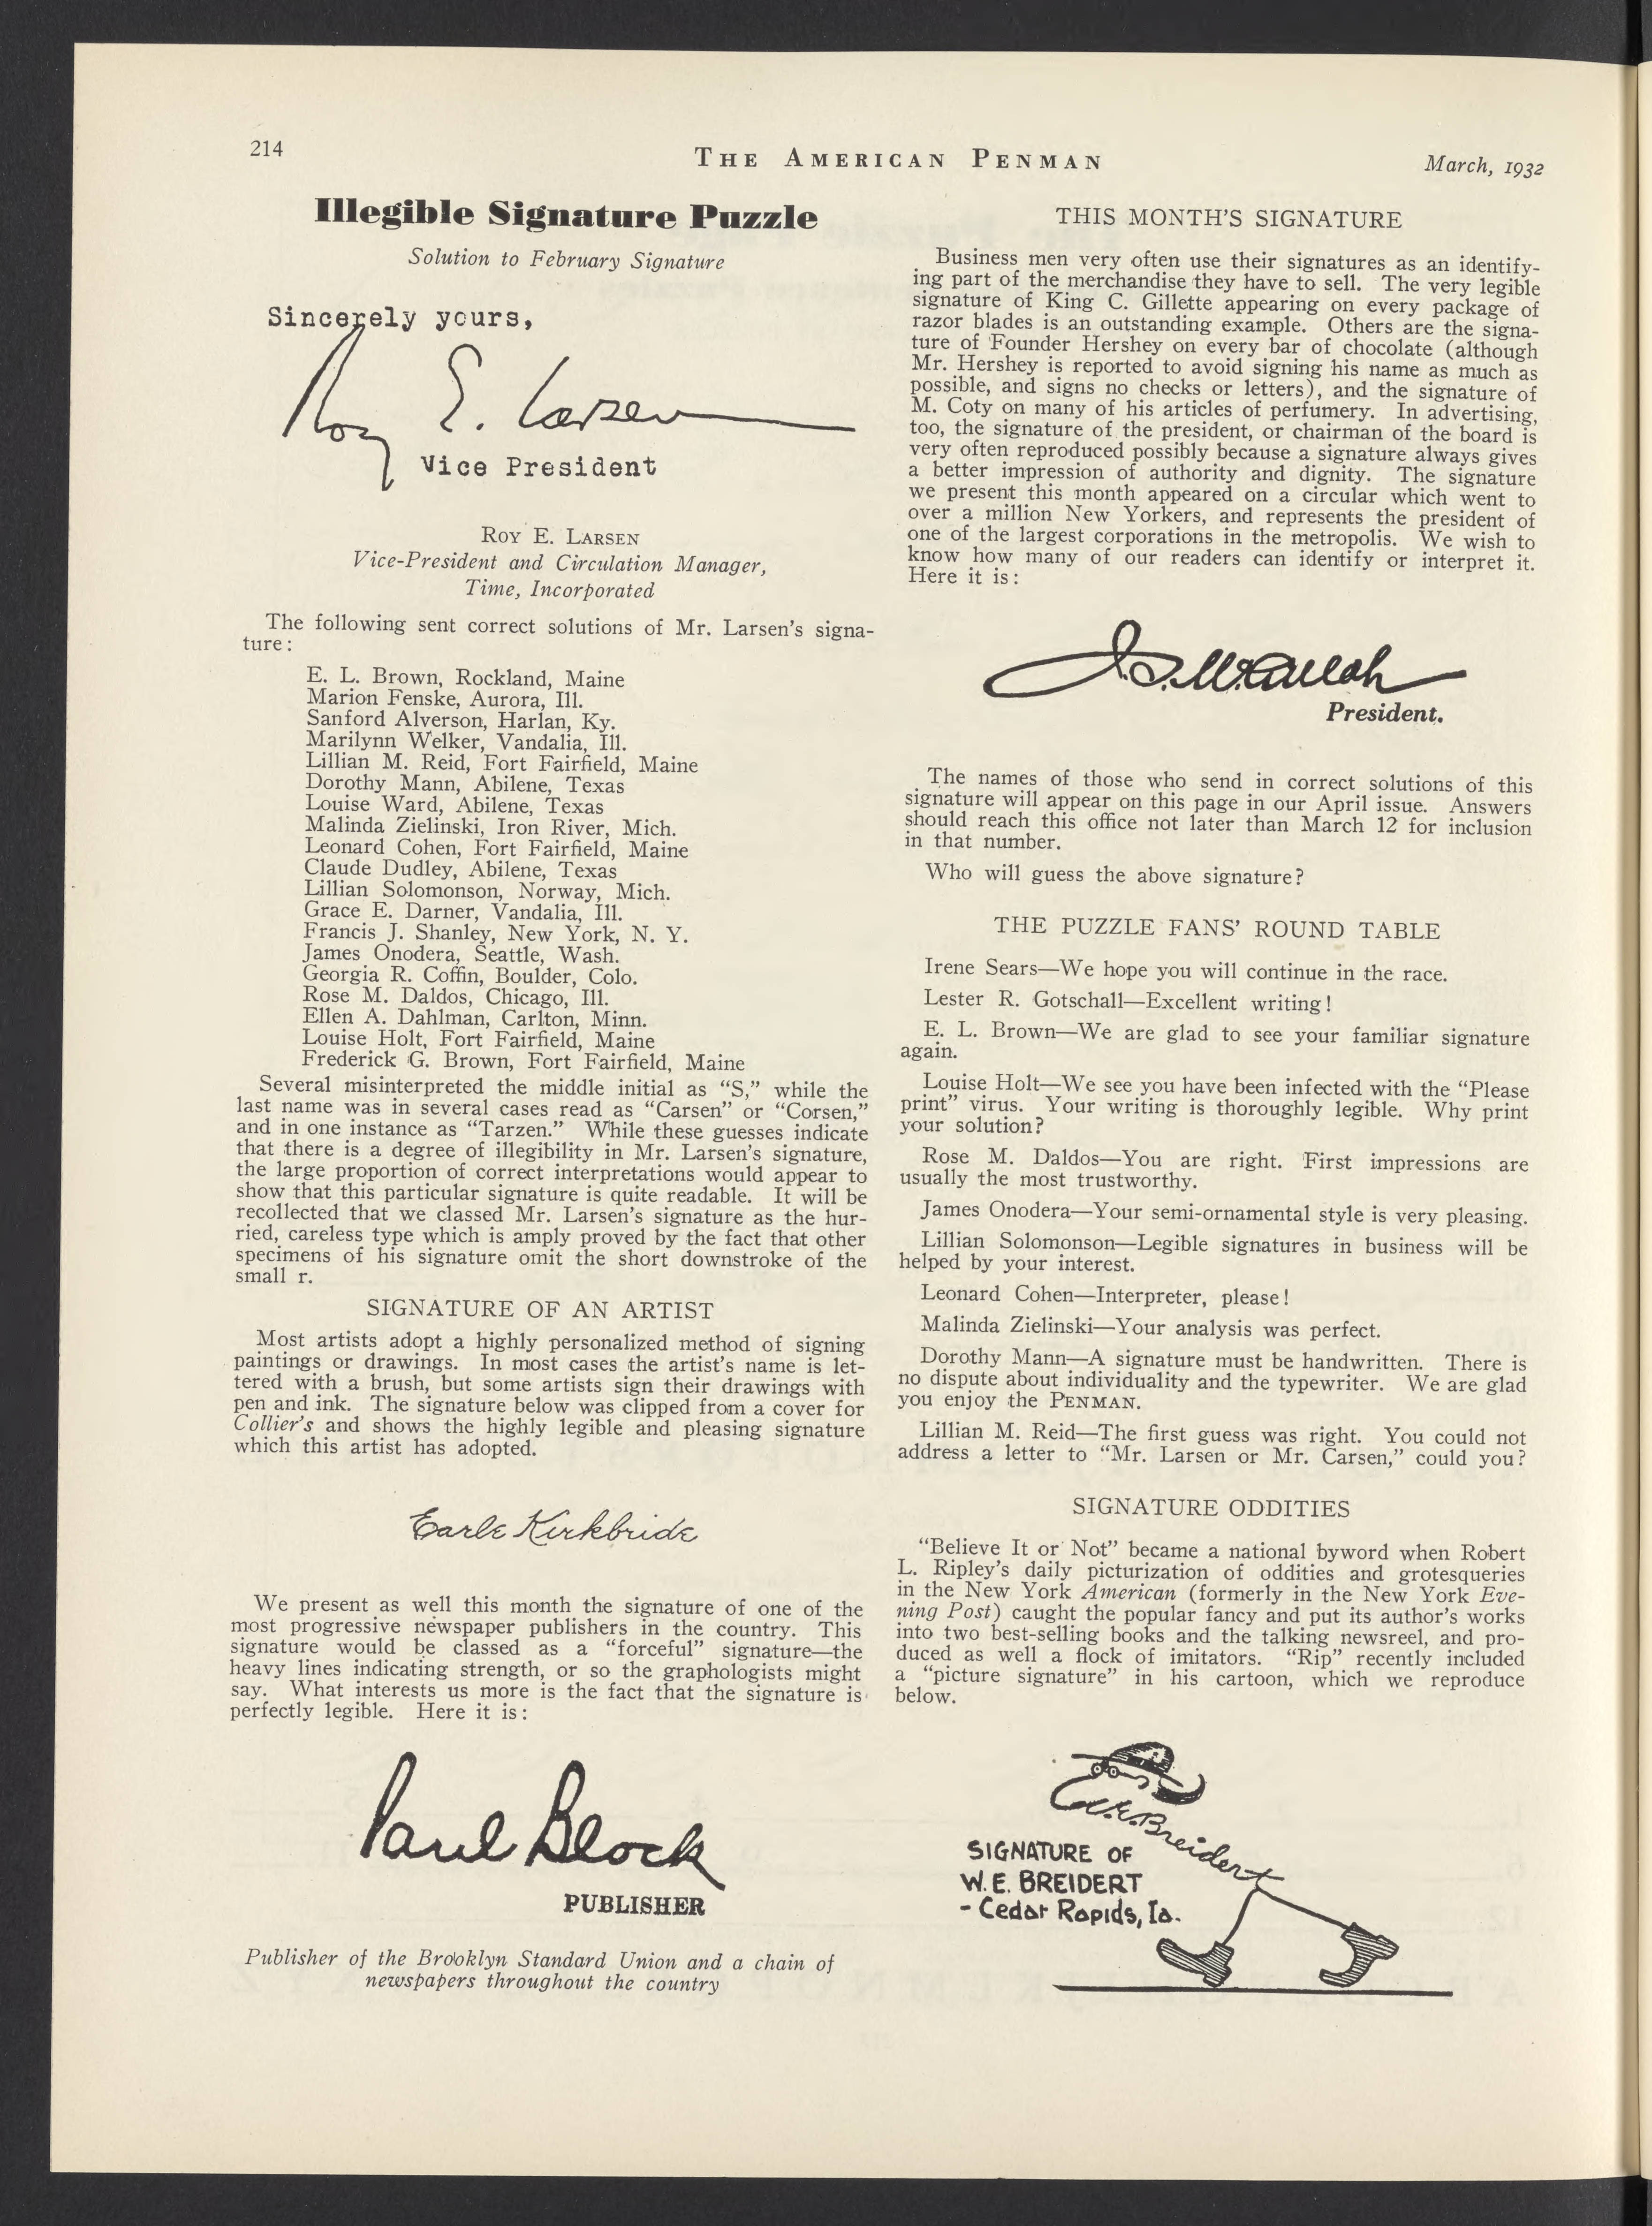 214
THE AMERICAN PENMAN
March, 1932
Illegible Signature Puzzle
Solution to February Signature
Sincerely yours,
Roy E. Larsen
Vice President
ROY E. LARSEN
Vice-President and Circulation Manager,
Time, Incorporated
The following sent correct solutions of Mr. Larsen's signa-
ture:
E. L. Brown, Rockland, Maine
Marion Fenske, Aurora, Ill.
Sanford Alverson, Harlan, Ky.
Marilynn Welker, Vandalia, Ill.
Lillian M. Reid, Fort Fairfield, Maine
Dorothy Mann, Abilene, Texas
Louise Ward, Abilene, Texas
Malinda Zielinski, Iron River, Mich.
Leonard Cohen, Fort Fairfield, Maine
Claude Dudley, Abilene, Texas
Lillian Solomonson, Norway, Mich.
Grace E. Darner, Vandalia, Ill.
Francis J. Shanley, New York, N. Y.
James Onodera, Seattle, Wash.
Georgia R. Coffin, Boulder, Colo.
Rose M. Daldos, Chicago, Ill.
Ellen A. Dahlman, Carlton, Minn.
Louise Holt, Fort Fairfield, Maine
Frederick G. Brown, Fort Fairfield, Maine
Several misinterpreted the middle initial as "S," while the
last name was in several cases read as "Carsen" or "Corsen,"
and in one instance as "Tarzen." While these guesses indicate
that there is a degree of illegibility in Mr. Larsen's signature,
the large proportion of correct interpretations would appear to
show that this particular signature is quite readable. It will be
recollected that we classed Mr. Larsen's signature as the hur-
ried, careless type which is amply proved by the fact that other
specimens of his signature omit the short downstroke of the
small r.
SIGNATURE OF AN ARTIST
Most artists adopt a highly personalized method of signing
paintings or drawings. In most cases the artist's name is let-
tered with a brush, but some artists sign their drawings with
pen and ink. The signature below was clipped from a cover for
Collier's and shows the highly legible and pleasing signature
which this artist has adopted.
Earle Kirkbride
We present as well this month the signature of one of the
most progressive newspaper publishers in the country. This
signature would be classed as a "forceful" signature—the
heavy lines indicating strength, or so the graphologists might
say. What interests us more is the fact that the signature is
perfectly legible. Here it is:
Paul Block
PUBLISHER
Publisher of the Brooklyn Standard Union and a chain of
newspapers throughout the country
THIS MONTH'S SIGNATURE
Business men very often use their signatures as an identify-
ing part of the merchandise they have to sell. The very legible
signature of King C. Gillette appearing on every package of
razor blades is an outstanding example. Others are the signa-
ture of Founder Hershey on every bar of chocolate (although
Mr. Hershey is reported to avoid signing his name as much as
possible, and signs no checks or letters), and the signature of
M. Coty on many of his articles of perfumery. In advertising,
too, the signature of the president, or chairman of the board is
very often reproduced possibly because a signature always gives
a better impression of authority and dignity. The signature
we present this month appeared on a circular which went to
over a million New Yorkers, and represents the president of
one of the largest corporations in the metropolis. We wish to
know how many of our readers can identify or interpret it.
Here it is:
President.
The names of those who send in correct solutions of this
signature will appear on this page in our April issue. Answers
should reach this office not later than March 12 for inclusion
in that number.
Who will guess the above signature?
THE PUZZLE FANS' ROUND TABLE
Irene Sears—We hope you will continue in the race.
Lester R. Gotschall—Excellent writing!
E. L. Brown—We are glad to see your familiar signature
again.
Louise Holt—We see you have been infected with the "Please
print" virus. Your writing is thoroughly legible. Why print
your solution?
Rose M. Daldos—You are right. First impressions are
usually the most trustworthy.
James Onodera—Your semi-ornamental style is very pleasing.
Lillian Solomonson—Legible signatures in business will be
helped by your interest.
Leonard Cohen—Interpreter, please!
Malinda Zielinski—Your analysis was perfect.
Dorothy Mann—A signature must be handwritten. There is
no dispute about individuality and the typewriter. We are glad
you enjoy the PENMAN.
Lillian M. Reid—The first guess was right. You could not
address a letter to "Mr. Larsen or Mr. Carsen," could you?
SIGNATURE ODDITIES
"Believe It or Not" became a national byword when Robert
L. Ripley's daily picturization of oddities and grotesqueries
in the New York American (formerly in the New York Eve-
ning Post) caught the popular fancy and put its author's works
into two best-selling books and the talking newsreel, and pro-
duced as well a flock of imitators. "Rip" recently included
a "picture signature" in his cartoon, which we reproduce
below.
W.E. Breidert
SIGNATURE OF
W.E. BREIDERT
- Cedar Rapids, Ia.